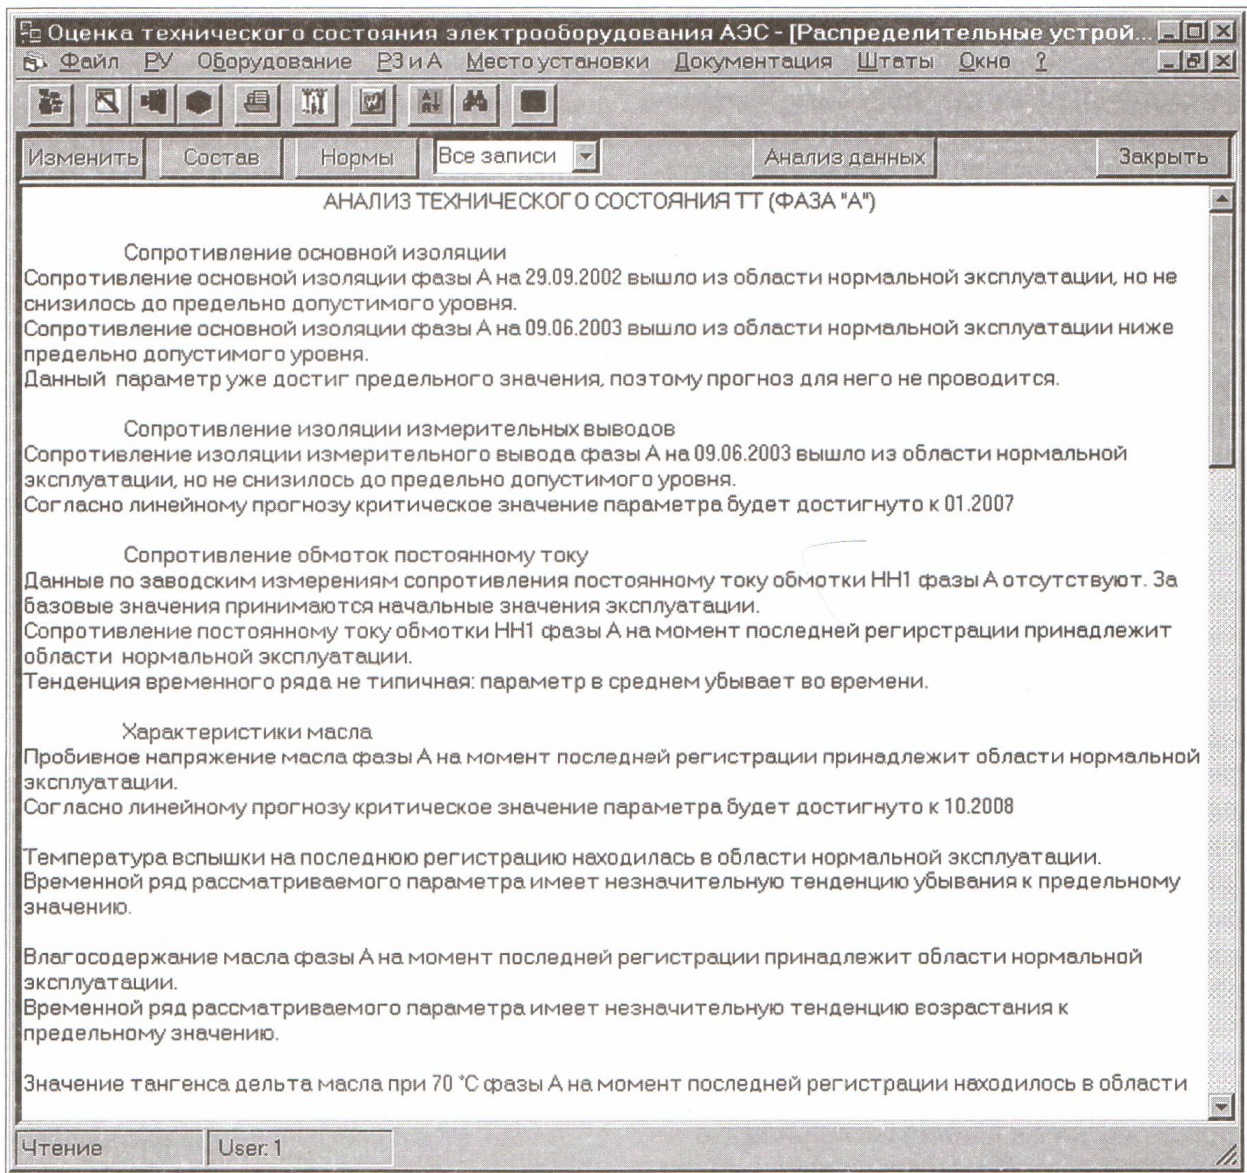 Оценка технического состояния электрооборудования АЭС - [Распределительные устрой...
Файл РУ Оборудование РЗ и А Место установки Документация Штаты Окно ?
Изменить Состав Нормы Все записи Анализ данных Закрыть
АНАЛИЗ ТЕХНИЧЕСКОГО СОСТОЯНИЯ ТТ (ФАЗА "А")
Сопротивление основной изоляции
Сопротивление основной изоляции фазы А на 29.09.2002 вышло из области нормальной эксплуатации, но не
снизилось до предельно допустимого уровня.
Сопротивление основной изоляции фазы А на 09.06.2003 вышло из области нормальной эксплуатации ниже
предельно допустимого уровня.
Данный параметр уже достиг предельного значения, поэтому прогноз для него не проводится.
Сопротивление изоляции измерительных выводов
Сопротивление изоляции измерительного вывода фазы А на 09.06.2003 вышло из области нормальной
эксплуатации, но не снизилось до предельно допустимого уровня.
Согласно линейному прогнозу критическое значение параметра будет достигнуто к 01.2007
Сопротивление обмоток постоянному току
Данные по заводским измерениям сопротивления постоянному току обмотки НН1 фазы А отсутствуют. За
базовые значения принимаются начальные значения эксплуатации.
Сопротивление постоянному току обмотки НН1 фазы А на момент последней регирстрации принадлежит
области нормальной эксплуатации.
Тенденция временного ряда не типичная: параметр в среднем убывает во времени.
Характеристики масла
Пробивное напряжение масла фазы А на момент последней регистрации принадлежит области нормальной
эксплуатации.
Согласно линейному прогнозу критическое значение параметра будет достигнуто к 10.2008
Температура вспышки на последнюю регистрацию находилась в области нормальной эксплуатации.
Временной ряд рассматриваемого параметра имеет незначительную тенденцию убывания к предельному
значению.
Влагосодержание масла фазы А на момент последней регистрации принадлежит области нормальной
эксплуатации.
Временной ряд рассматриваемого параметра имеет незначительную тенденцию возрастания к
предельному значению.
Значение тангенса дельта масла при 70 °C фазы А на момент последней регистрации находилось в области
Чтение User: 1